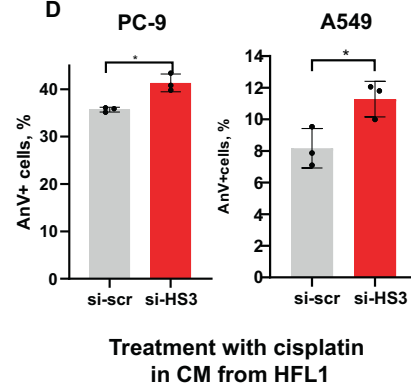 D
PC-9
A549
*
*
AnV+ cells, %
40
30
20
10
0
si-scr
si-HS3
AnV+cells, %
14
12
10
8
6
4
2
0
si-scr
si-HS3
Treatment with cisplatin
in CM from HFL1